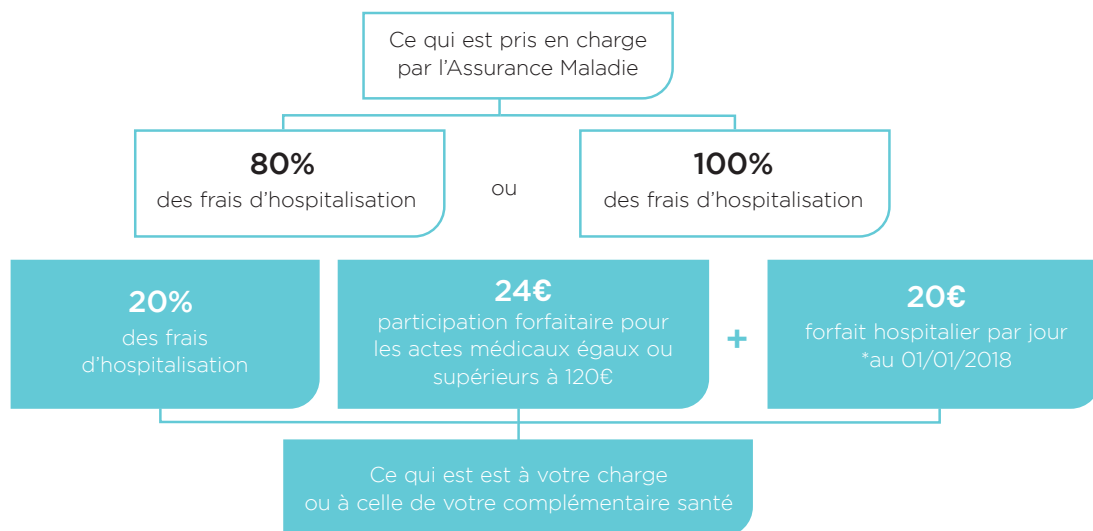 Ce qui est pris en charge
par l'Assurance Maladie
80%
des frais d'hospitalisation
ou
100%
des frais d'hospitalisation
20%
des frais
d'hospitalisation
24€
participation forfaitaire pour
les actes médicaux égaux ou
supérieurs à 120€
+
20€
forfait hospitalier par jour
*au 01/01/2018
Ce qui est est à votre charge
ou à celle de votre complémentaire santé